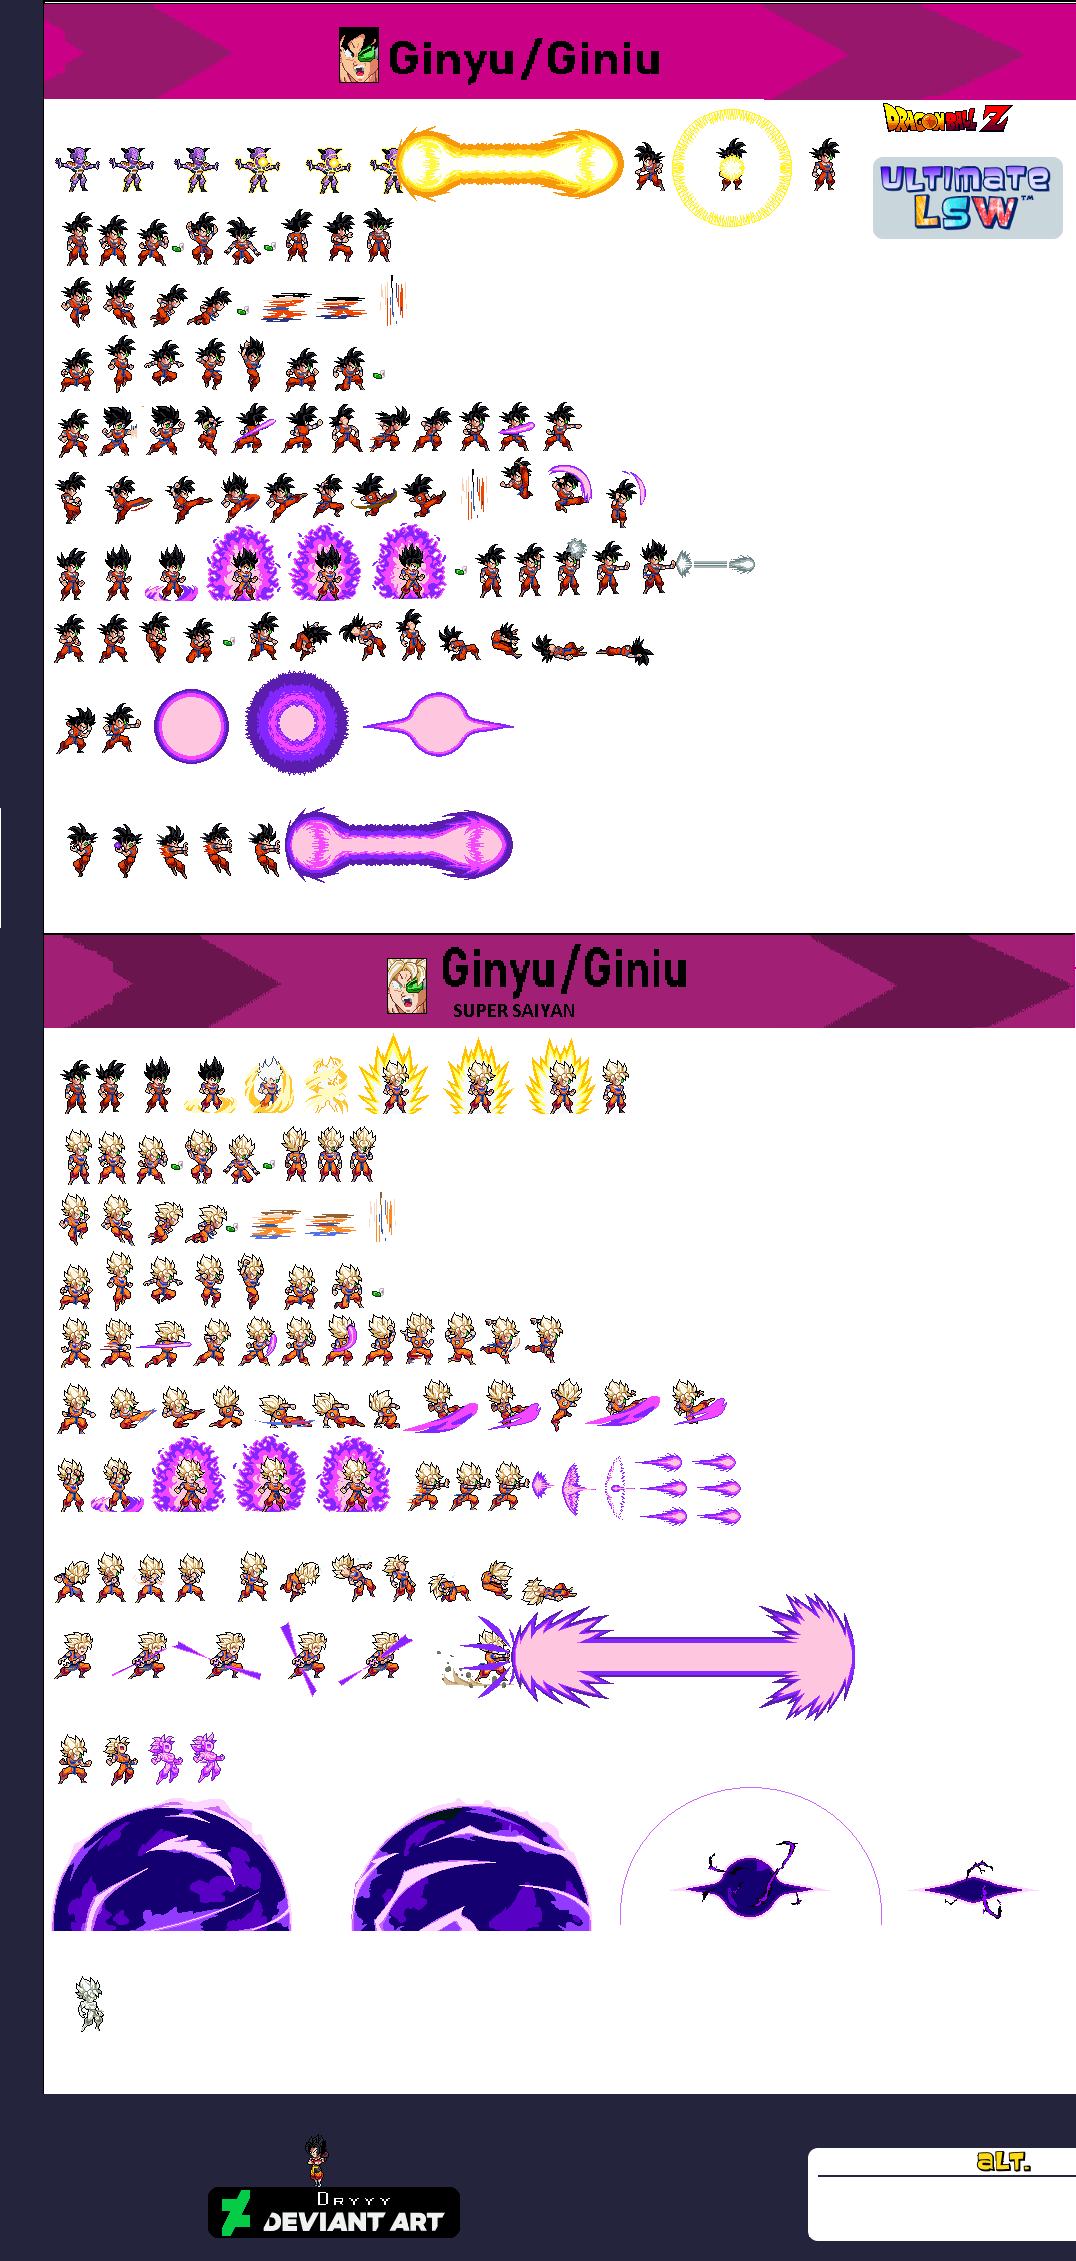 Ginyu/Giniu
DRAGON BALL Z
ULTIMATE
LSW™
Ginyu/Giniu
SUPER SAIYAN
aLT.
Dryyy
DEVIANT ART